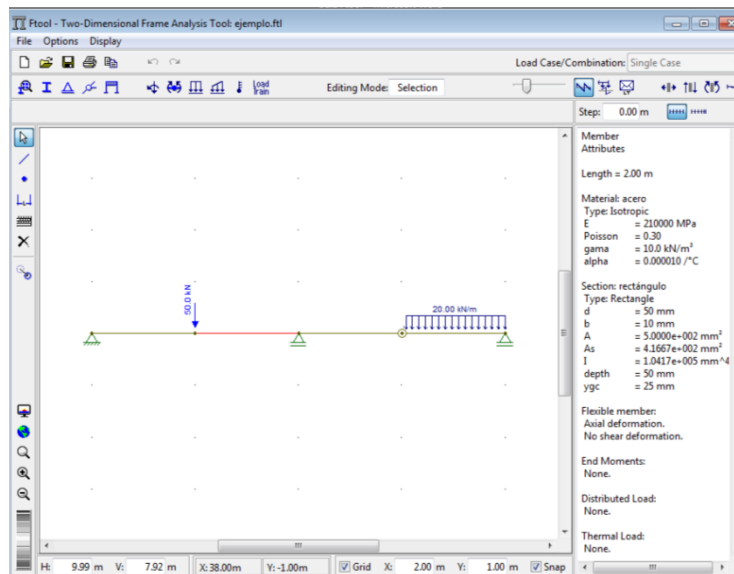 Ftool - Two-Dimensional Frame Analysis Tool: ejemplo.ftl
File Options Display
Load Case/Combination: Single Case
Load Train
Editing Mode: Selection
Step: 0.00 m
Member
Attributes
Length = 2.00 m
Material: acero
Type: Isotropic
E = 210000 MPa
Poisson = 0.30
gama = 10.0 kN/m³
alpha = 0.000010 /°C
Section: rectángulo
Type: Rectangle
d = 50 mm
b = 10 mm
A = 5.0000e+002 mm²
As = 4.1667e+002 mm²
I = 1.0417e+005 mm^4
depth = 50 mm
ygc = 25 mm
Flexible member:
Axial deformation.
No shear deformation.
End Moments:
None.
Distributed Load:
None.
Thermal Load:
None.
50.0 kN
20.00 kN/m
H: 9.99 m V: 7.92 m X: 38.00m Y: -1.00m Grid X: 2.00 m Y: 1.00 m Snap